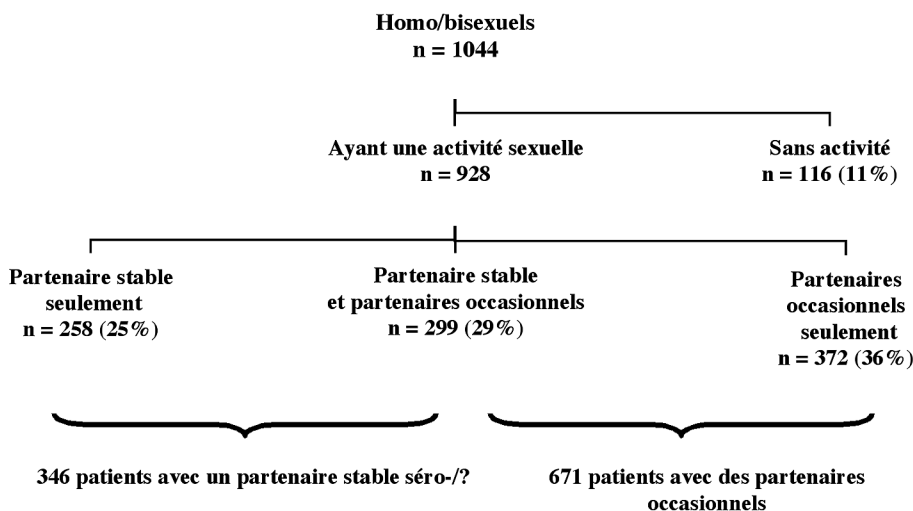 Homo/bisexuels
n = 1044
Ayant une activité sexuelle
n = 928
Sans activité
n = 116 (11%)
Partenaire stable
seulement
n = 258 (25%)
Partenaire stable
et partenaires occasionnels
n = 299 (29%)
Partenaires
occasionnels
seulement
n = 372 (36%)
346 patients avec un partenaire stable séro-/?
671 patients avec des partenaires
occasionnels